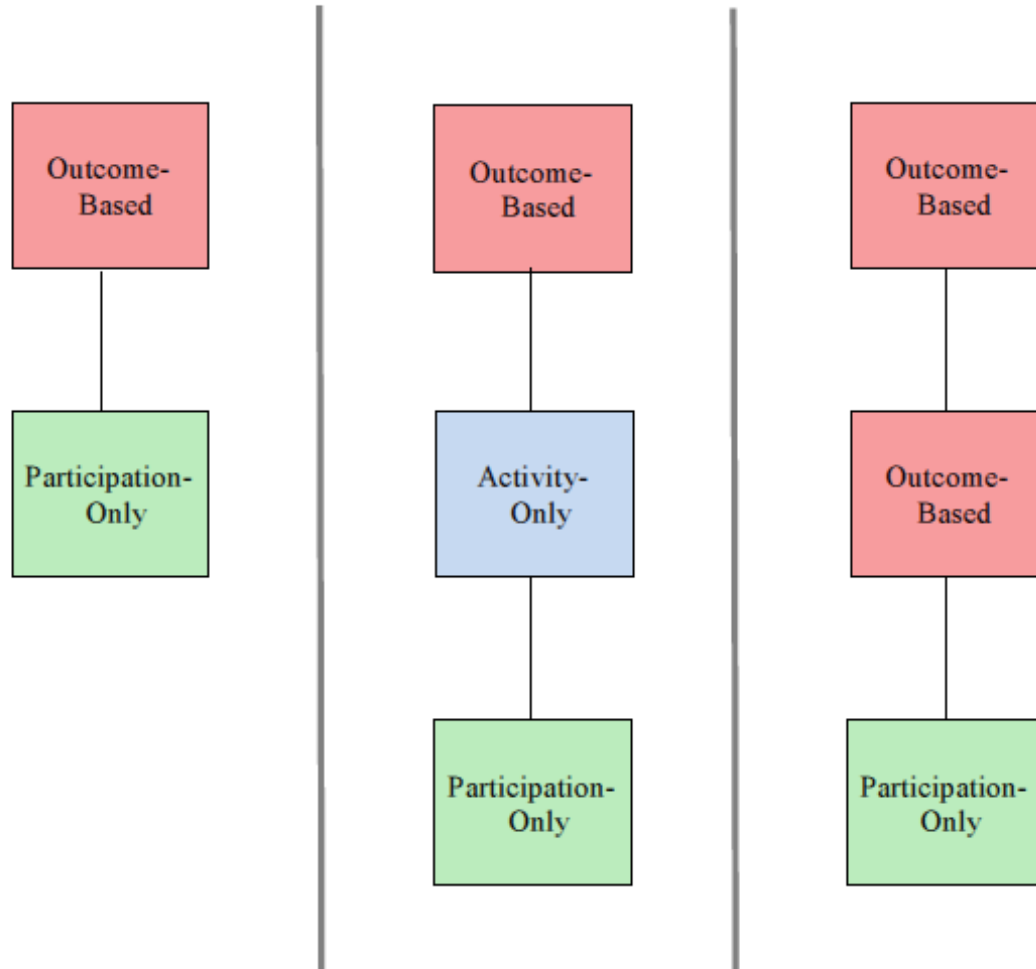 Outcome-
Based
Participation-
Only
Outcome-
Based
Activity-
Only
Participation-
Only
Outcome-
Based
Outcome-
Based
Participation-
Only